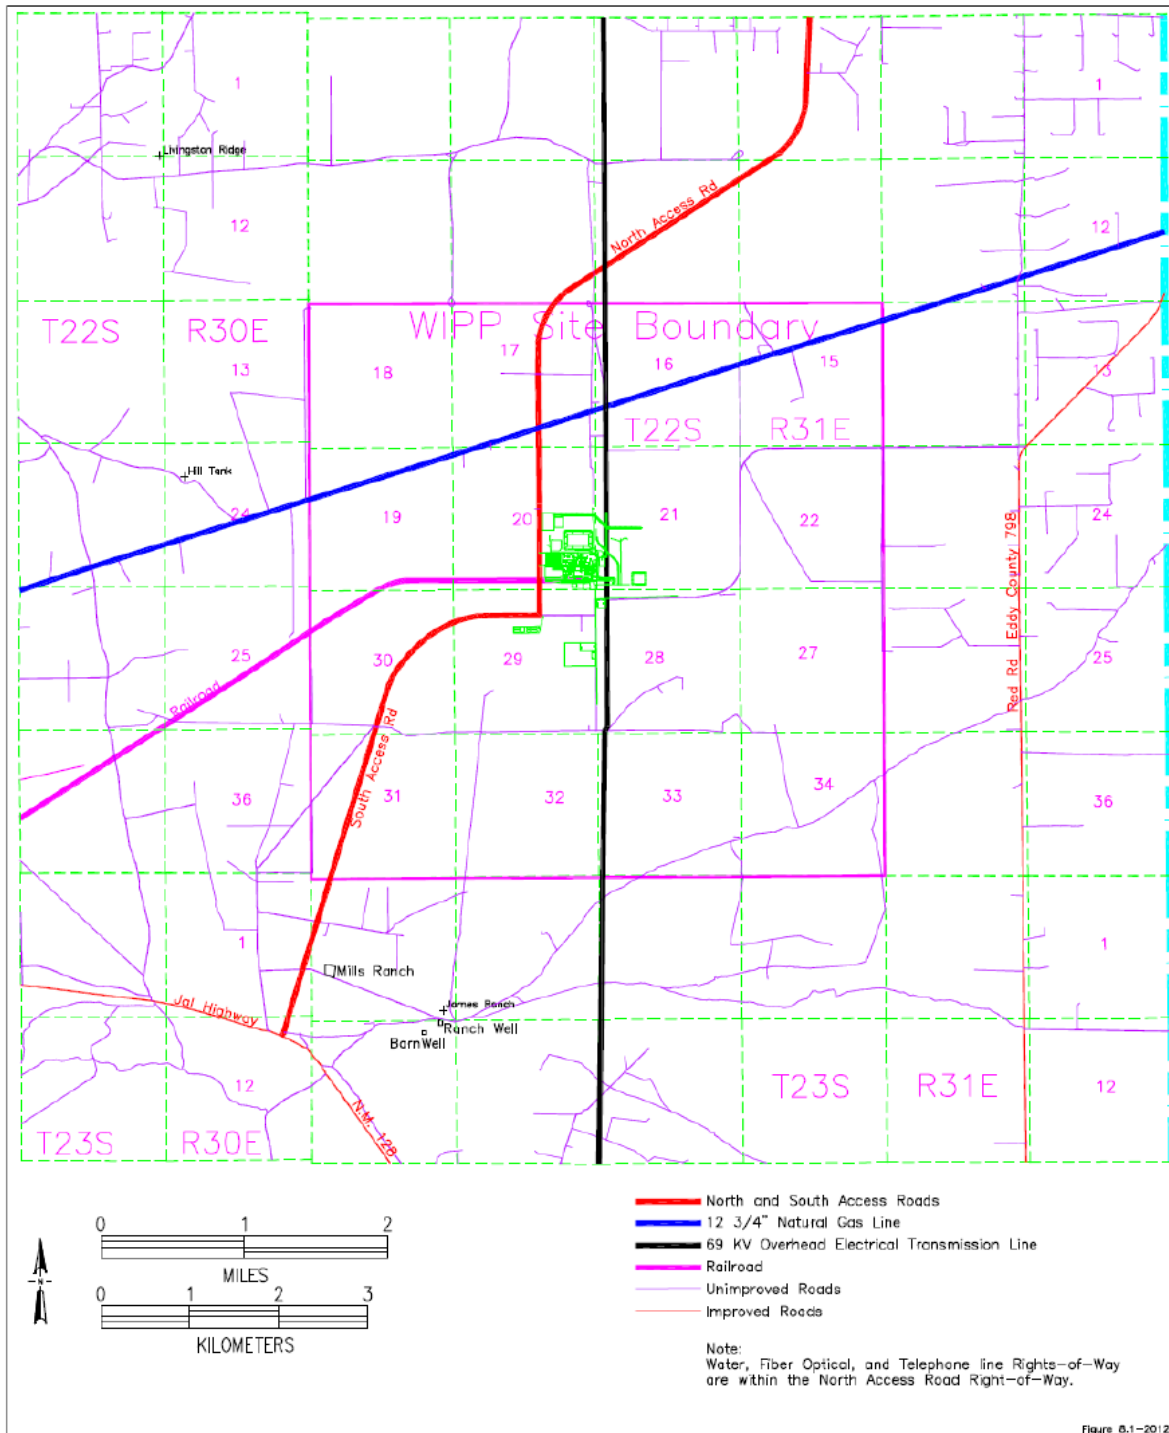 1
1
Livingston Ridge
North Access Rd
12
12
T22S
R30E
WIPP Site Boundary
13
18
17
16
15
13
T22S
R31E
Hill Tank
24
19
20
21
22
24
Red Rd Eddy County 798
25
30
29
28
27
25
Railroad
South Access Rd
36
31
32
33
34
36
1
1
Mills Ranch
Jal Highway
James Ranch
Ranch Well
BarnWell
12
T23S
R31E
12
N.M. 128
T23S
R30E
0 1 2
MILES
0 1 2 3
KILOMETERS
N
North and South Access Roads
12 3/4" Natural Gas Line
69 KV Overhead Electrical Transmission Line
Railroad
Unimproved Roads
Improved Roads
Note:
Water, Fiber Optical, and Telephone line Rights-of-Way
are within the North Access Road Right-of-Way.
Figure 8.1-2012